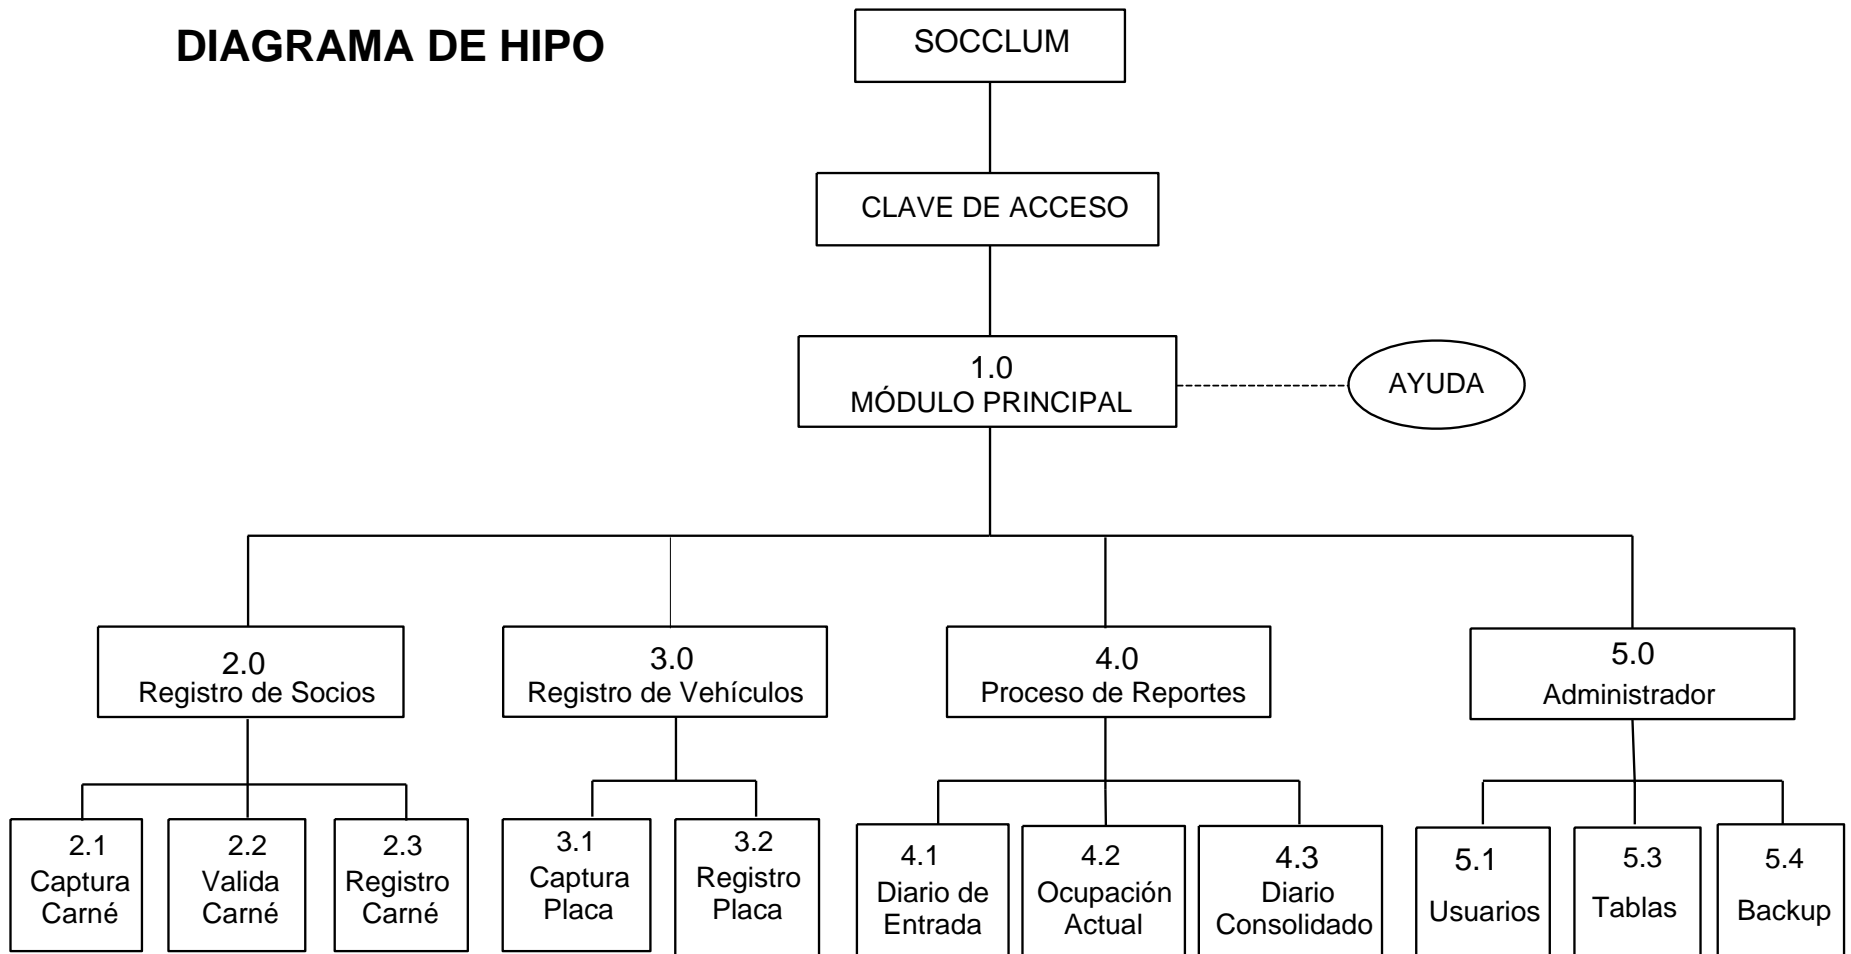 DIAGRAMA DE HIPO
SOCCLUM
CLAVE DE ACCESO
1.0
MÓDULO PRINCIPAL
AYUDA
2.0
Registro de Socios
3.0
Registro de Vehículos
4.0
Proceso de Reportes
5.0
Administrador
2.1
Captura
Carné
2.2
Valida
Carné
2.3
Registro
Carné
3.1
Captura
Placa
3.2
Registro
Placa
4.1
Diario de
Entrada
4.2
Ocupación
Actual
4.3
Diario
Consolidado
5.1
Usuarios
5.3
Tablas
5.4
Backup